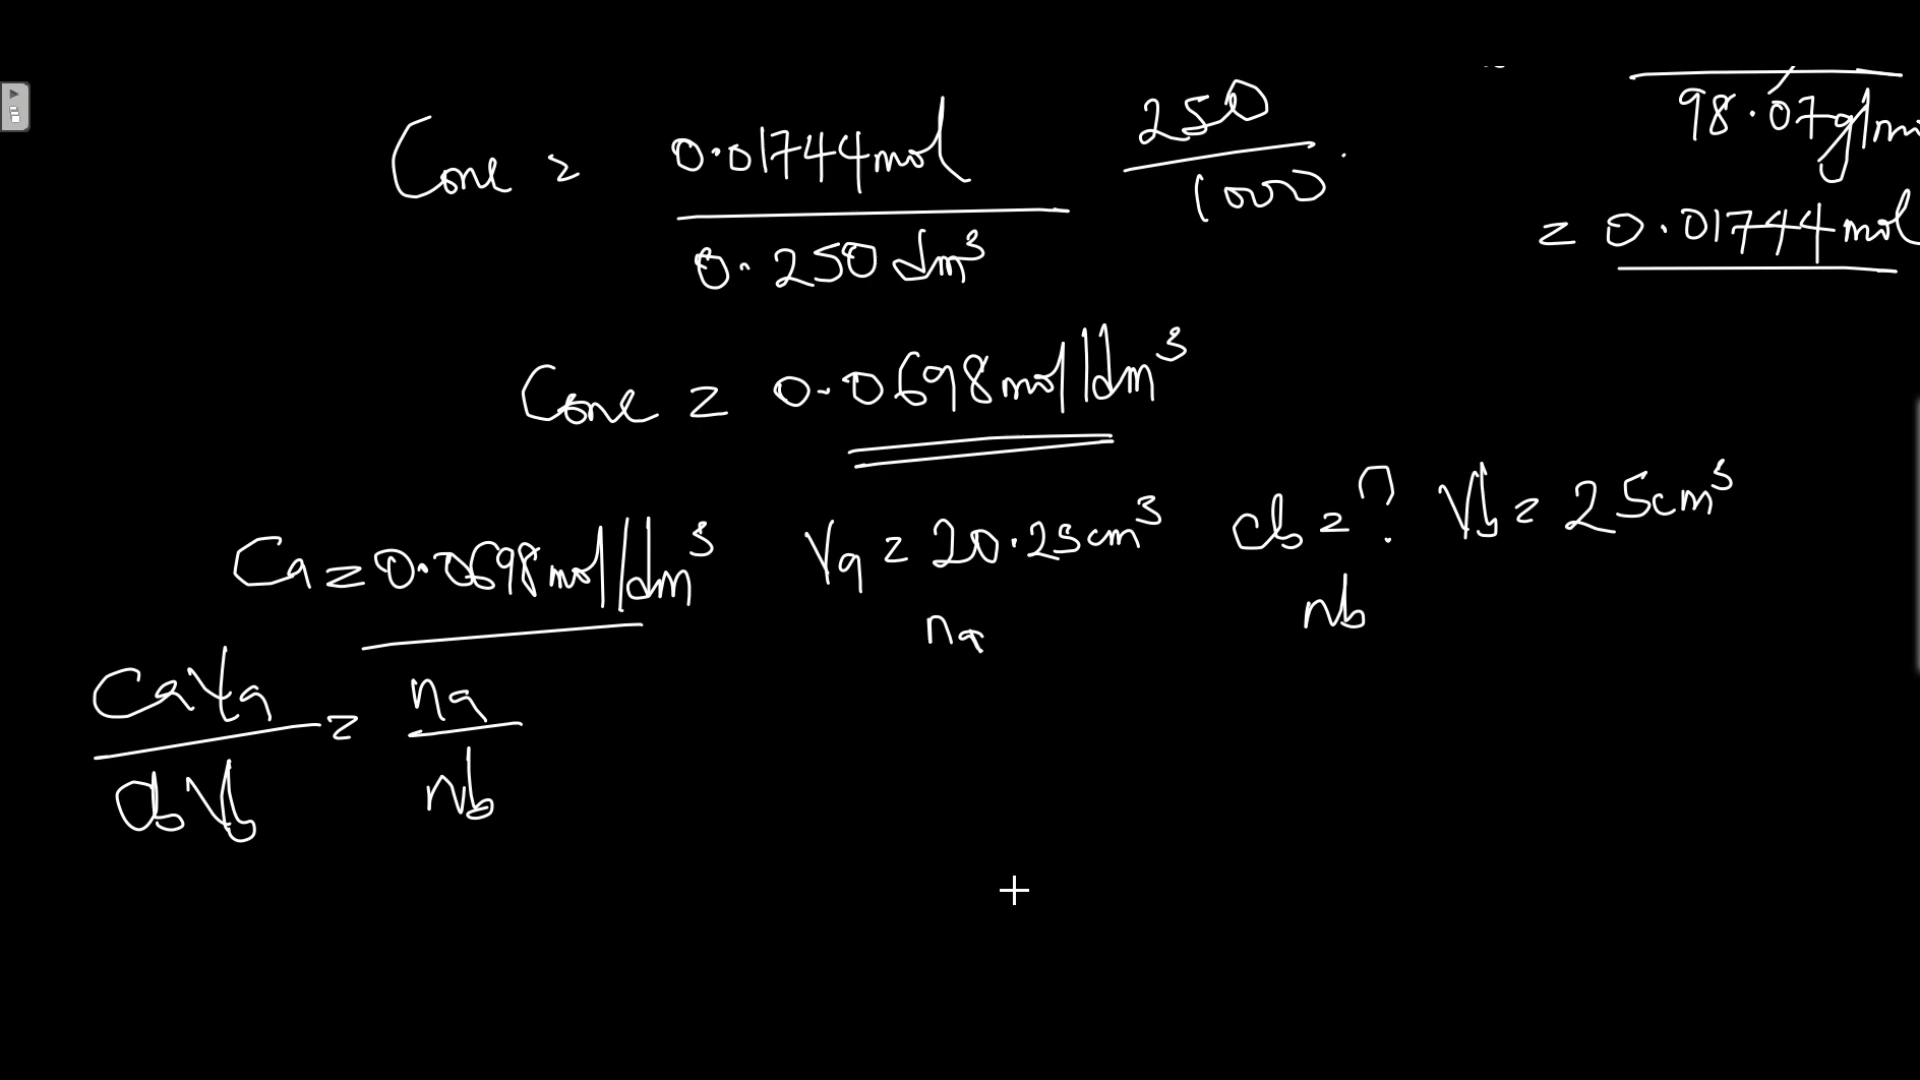 Conc = 0.01744mol / 0.250dm³
250 / 1000
98.07g/m
= 0.01744mol
Conc = 0.0698mol/dm³
Ca = 0.0698mol/dm³ Va = 20.25cm³ Cb = ? Vb = 25cm³
na nb
CaVa / CbVb = na / nb